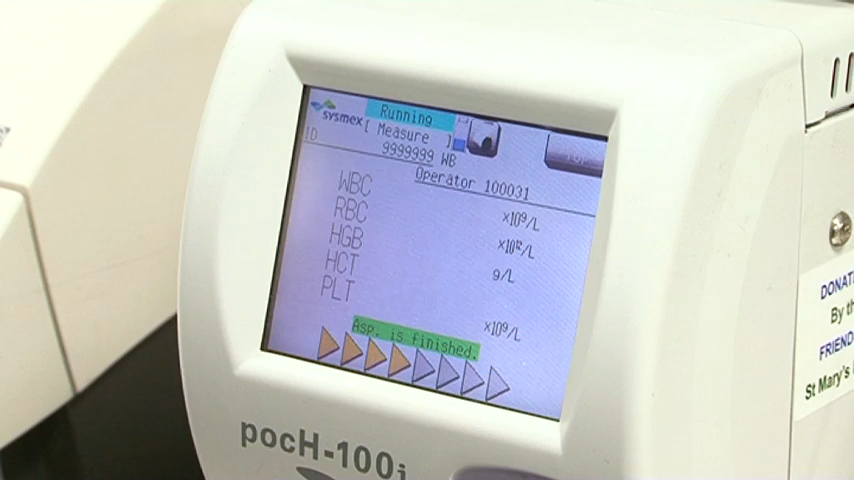 sysmex
Running
[ Measure ]
ID 9999999 WB
Operator 100031
WBC ×10⁹/L
RBC ×10¹²/L
HGB g/L
HCT
PLT ×10⁹/L
Asp. is finished.
pocH-100i
DONATE
By th
FRIEND
St Mary's